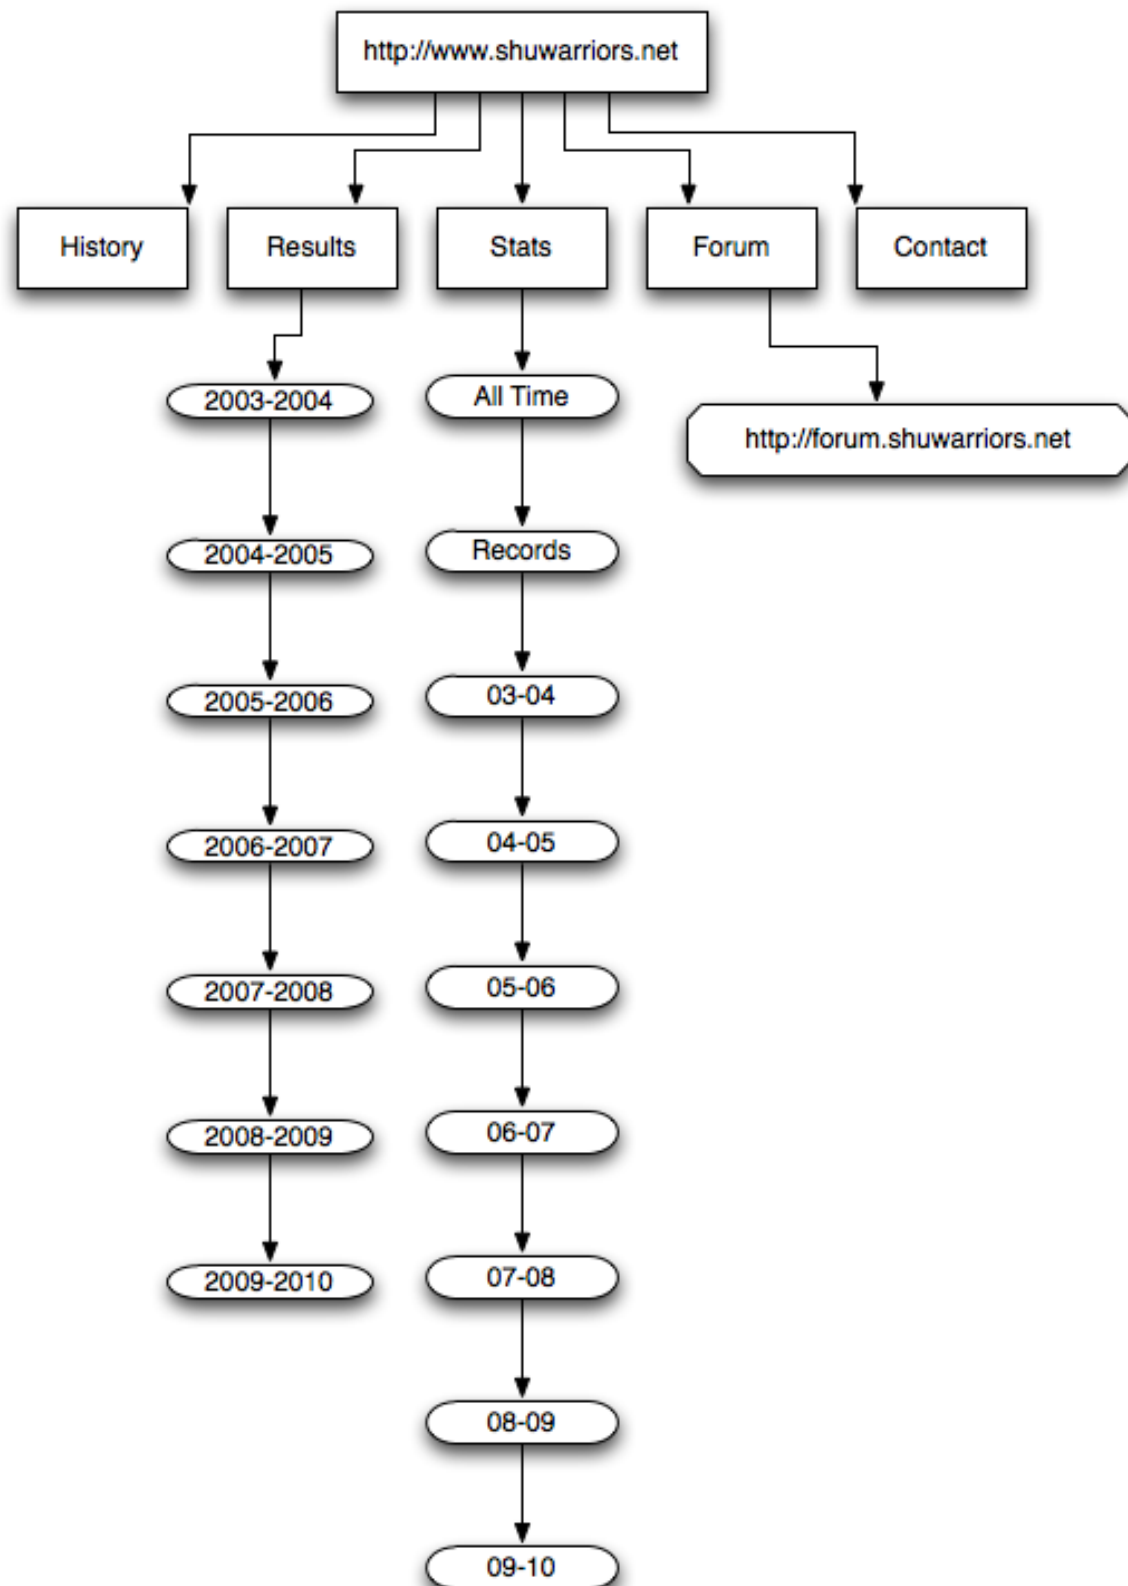 http://www.shuwarriors.net
History
Results
Stats
Forum
Contact
2003-2004
2004-2005
2005-2006
2006-2007
2007-2008
2008-2009
2009-2010
All Time
Records
03-04
04-05
05-06
06-07
07-08
08-09
09-10
http://forum.shuwarriors.net